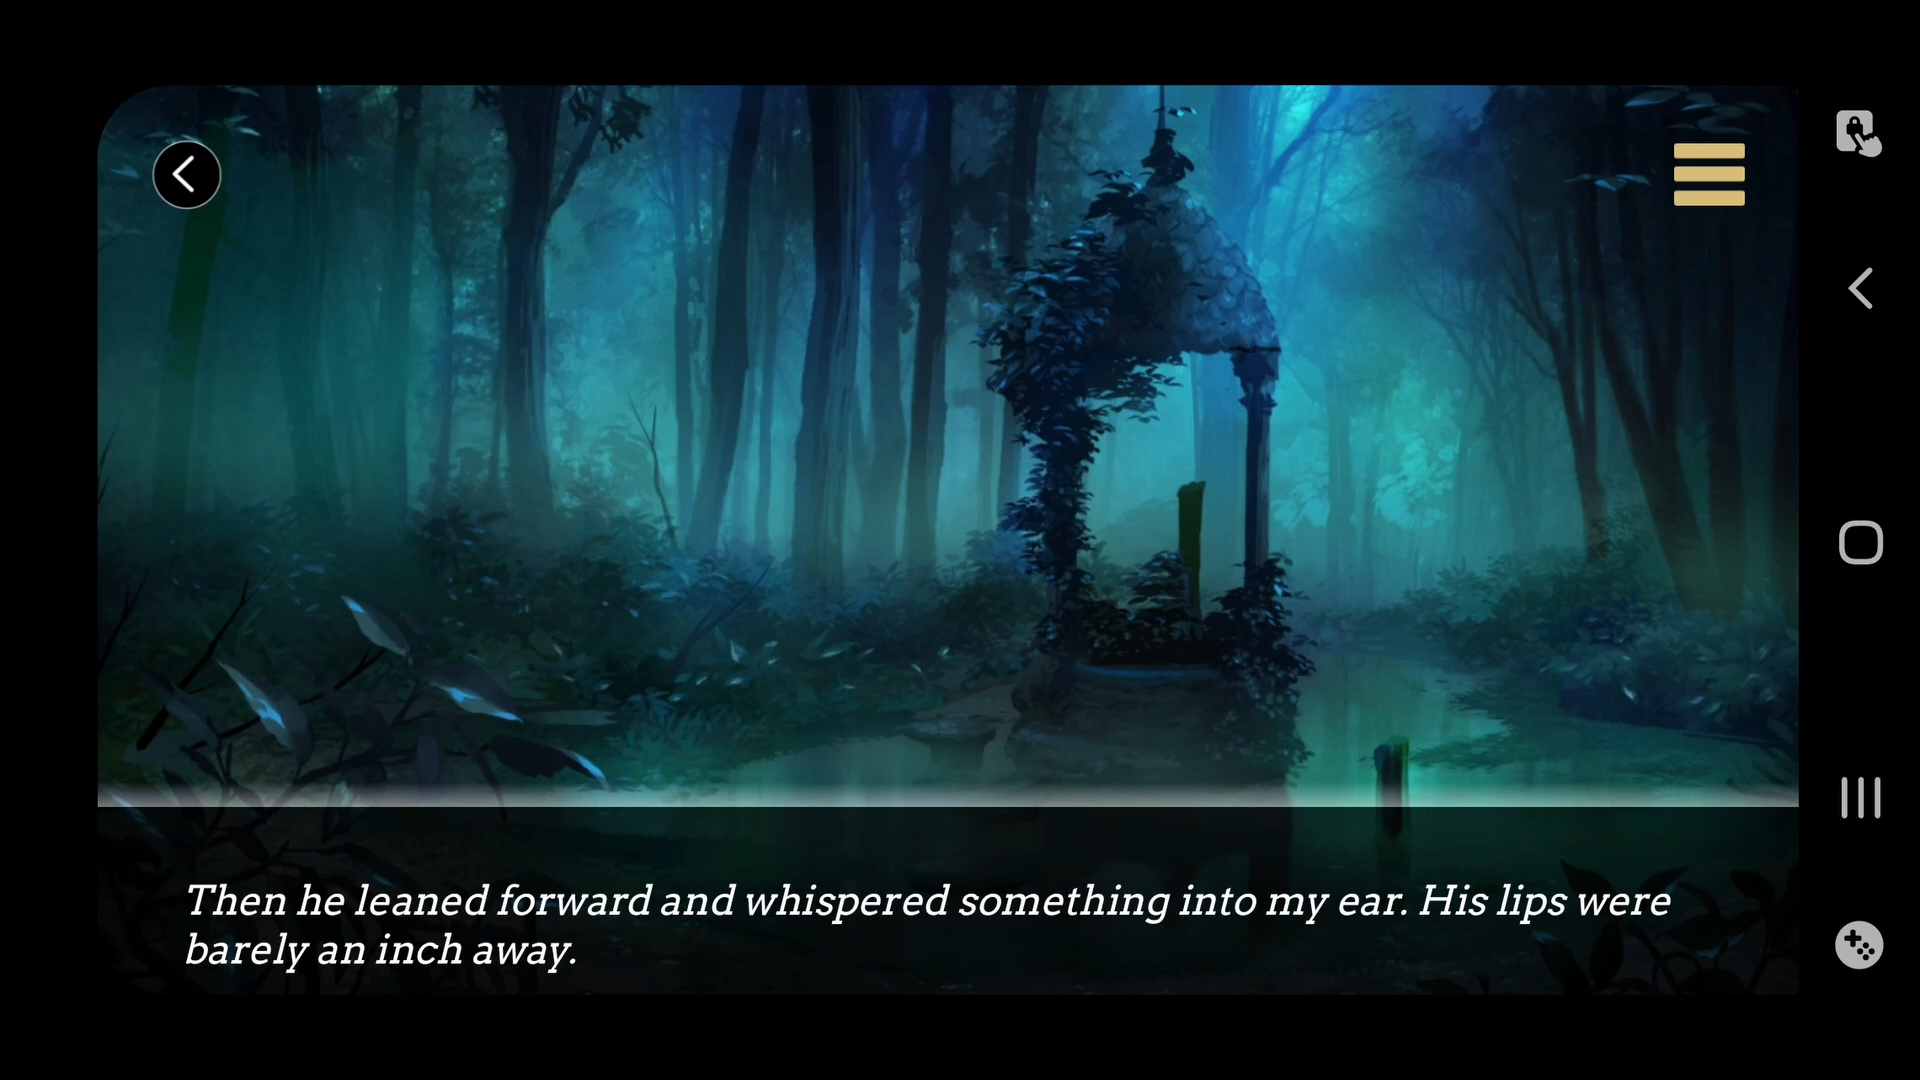 Then he leaned forward and whispered something into my ear. His lips were
barely an inch away.